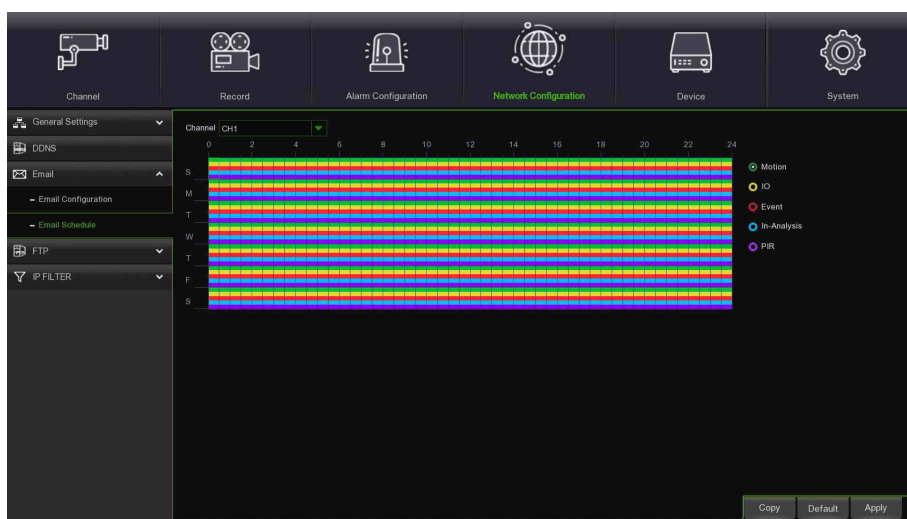 Channel
Record
Alarm Configuration
Network Configuration
Device
System
General Settings
DDNS
Email
– Email Configuration
– Email Schedule
FTP
IP FILTER
Channel CH1
0 2 4 6 8 10 12 14 16 18 20 22 24
S
M
T
W
T
F
S
Motion
IO
Event
In-Analysis
PIR
Copy Default Apply